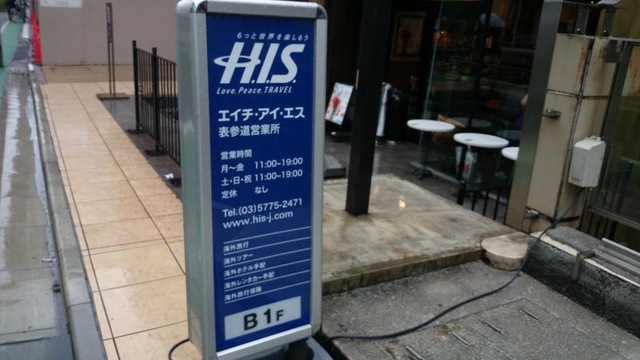 もっと世界を楽しもう
H.I.S.
Love, Peace, TRAVEL
エイチ・アイ・エス
表参道営業所
営業時間
月～金 11:00-19:00
土・日・祝 11:00-19:00
定休 なし
Tel.(03)5775-2471
www.his-j.com
海外旅行
海外ツアー
海外ホテル手配
海外レンタカー手配
海外旅行保険
B1F